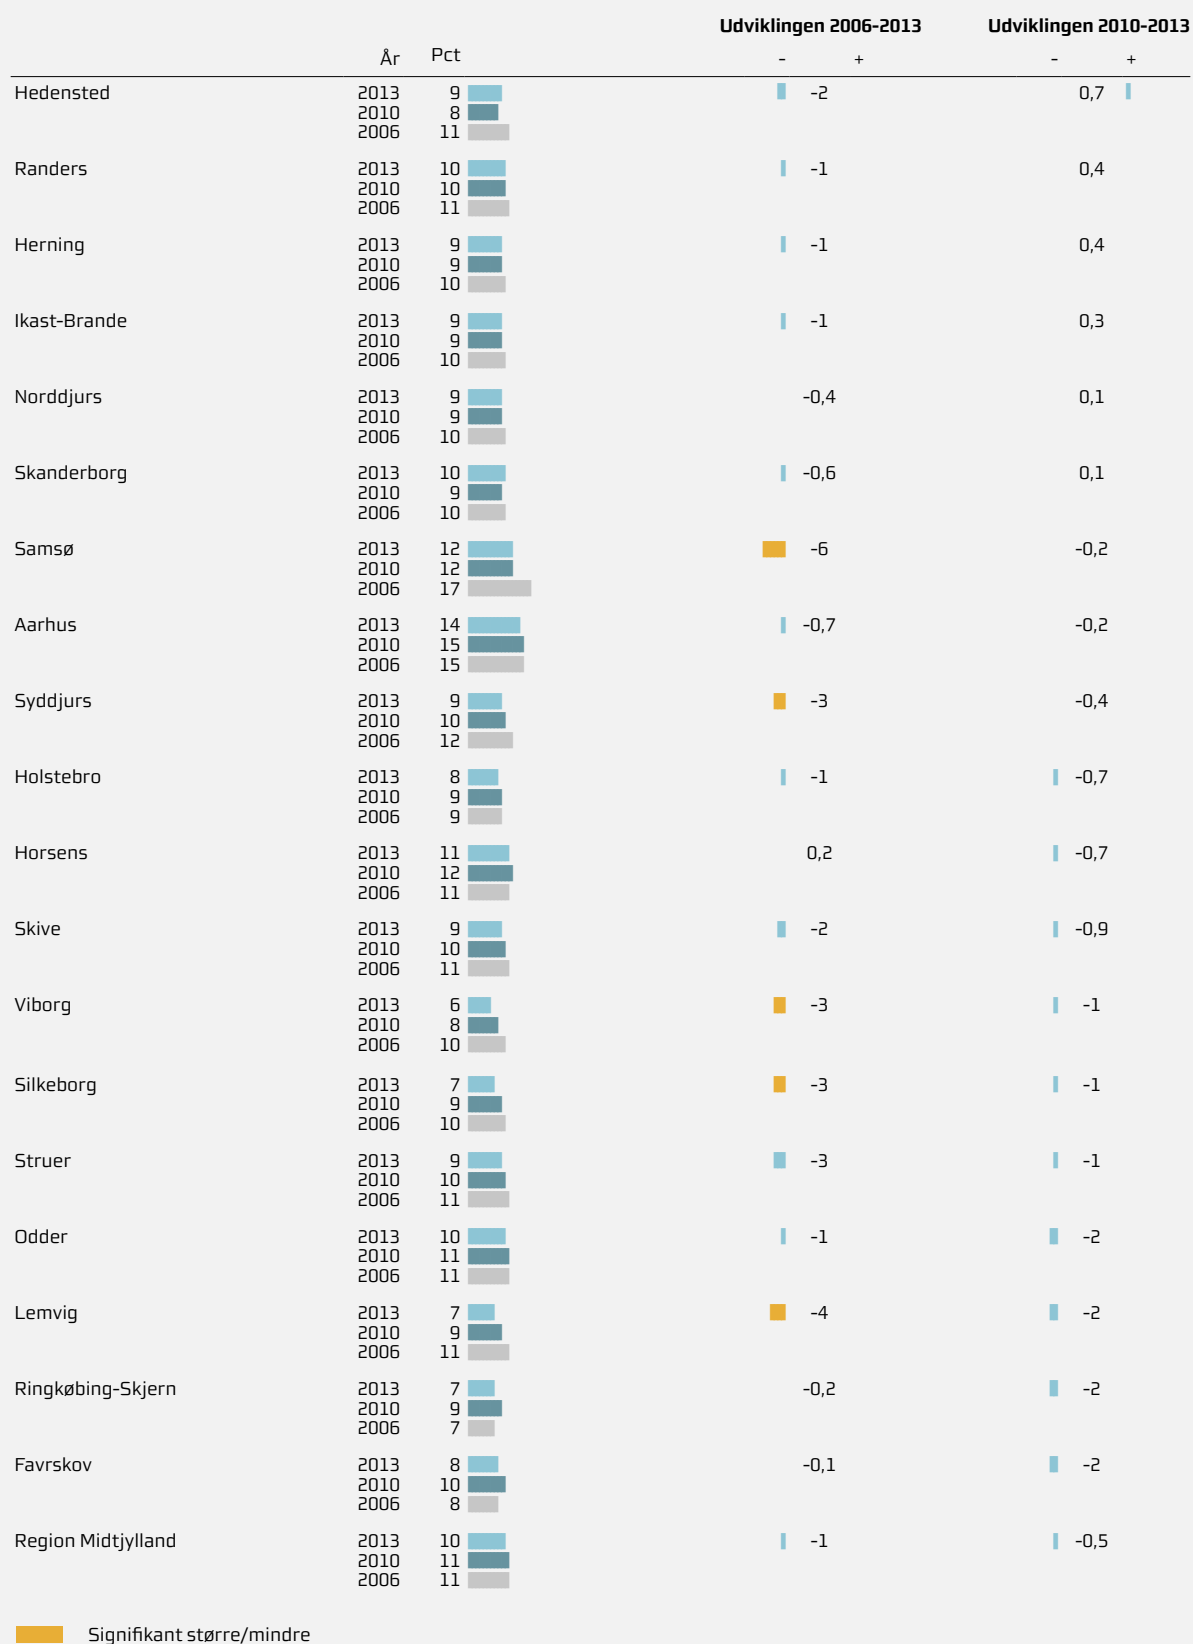 Udviklingen 2006-2013 Udviklingen 2010-2013
År Pct - + - +
Hedensted 2013 9 -2 0,7
2010 8
2006 11
Randers 2013 10 -1 0,4
2010 10
2006 11
Herning 2013 9 -1 0,4
2010 9
2006 10
Ikast-Brande 2013 9 -1 0,3
2010 9
2006 10
Norddjurs 2013 9 -0,4 0,1
2010 9
2006 10
Skanderborg 2013 10 -0,6 0,1
2010 9
2006 10
Samsø 2013 12 -6 -0,2
2010 12
2006 17
Aarhus 2013 14 -0,7 -0,2
2010 15
2006 15
Syddjurs 2013 9 -3 -0,4
2010 10
2006 12
Holstebro 2013 8 -1 -0,7
2010 9
2006 9
Horsens 2013 11 0,2 -0,7
2010 12
2006 11
Skive 2013 9 -2 -0,9
2010 10
2006 11
Viborg 2013 6 -3 -1
2010 8
2006 10
Silkeborg 2013 7 -3 -1
2010 9
2006 10
Struer 2013 9 -3 -1
2010 10
2006 11
Odder 2013 10 -1 -2
2010 11
2006 11
Lemvig 2013 7 -4 -2
2010 9
2006 11
Ringkøbing-Skjern 2013 7 -0,2 -2
2010 9
2006 7
Favrskov 2013 8 -0,1 -2
2010 10
2006 8
Region Midtjylland 2013 10 -1 -0,5
2010 11
2006 11
Signifikant større/mindre